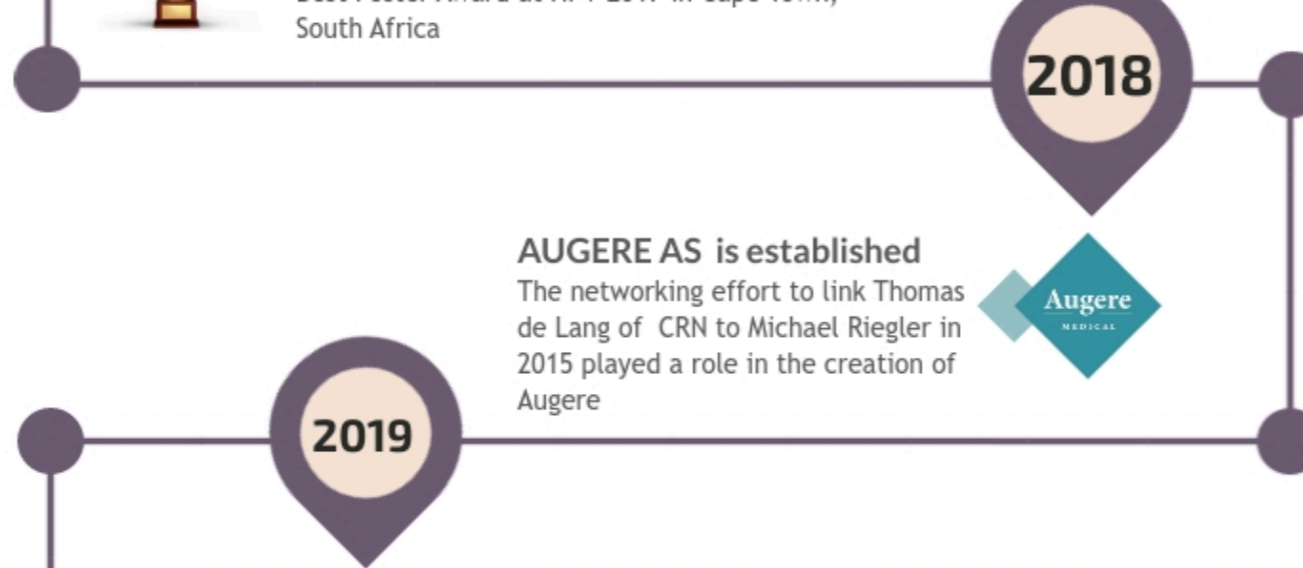 South Africa
2018
AUGERE AS is established
The networking effort to link Thomas
de Lang of CRN to Michael Riegler in
2015 played a role in the creation of
Augere
Augere
MEDICAL
2019